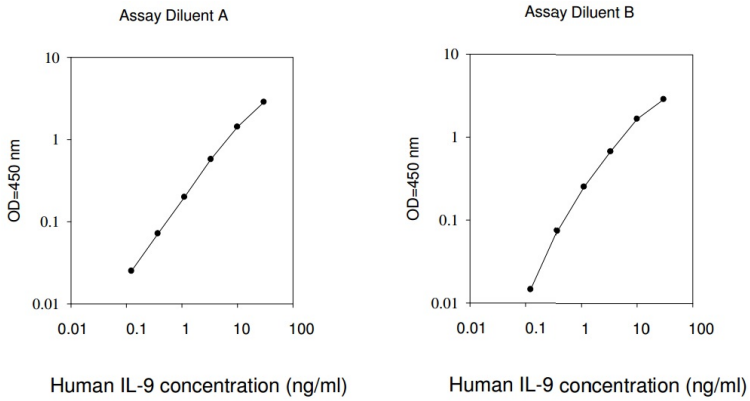 Assay Diluent A
10
1
0.1
0.01
OD=450 nm
0.01 0.1 1 10 100
Human IL-9 concentration (ng/ml)
Assay Diluent B
10
1
0.1
0.01
OD=450 nm
0.01 0.1 1 10 100
Human IL-9 concentration (ng/ml)